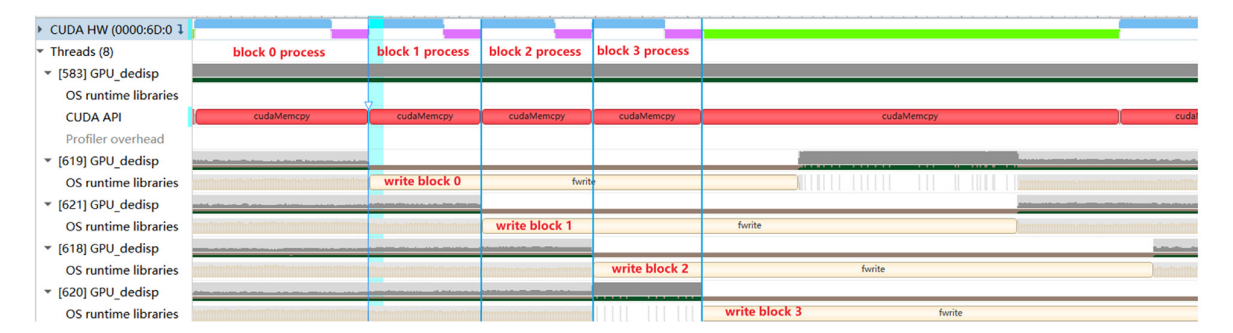 CUDA HW (0000:6D:0
Threads (8)
block 0 process
block 1 process
block 2 process
block 3 process
[583] GPU_dedisp
OS runtime libraries
CUDA API
cudaMemcpy
cudaMemcpy
cudaMemcpy
cudaMemcpy
cudaMemcpy
cudal
Profiler overhead
[619] GPU_dedisp
OS runtime libraries
write block 0
fwrite
[621] GPU_dedisp
OS runtime libraries
write block 1
fwrite
[618] GPU_dedisp
OS runtime libraries
write block 2
fwrite
[620] GPU_dedisp
OS runtime libraries
write block 3
fwrite